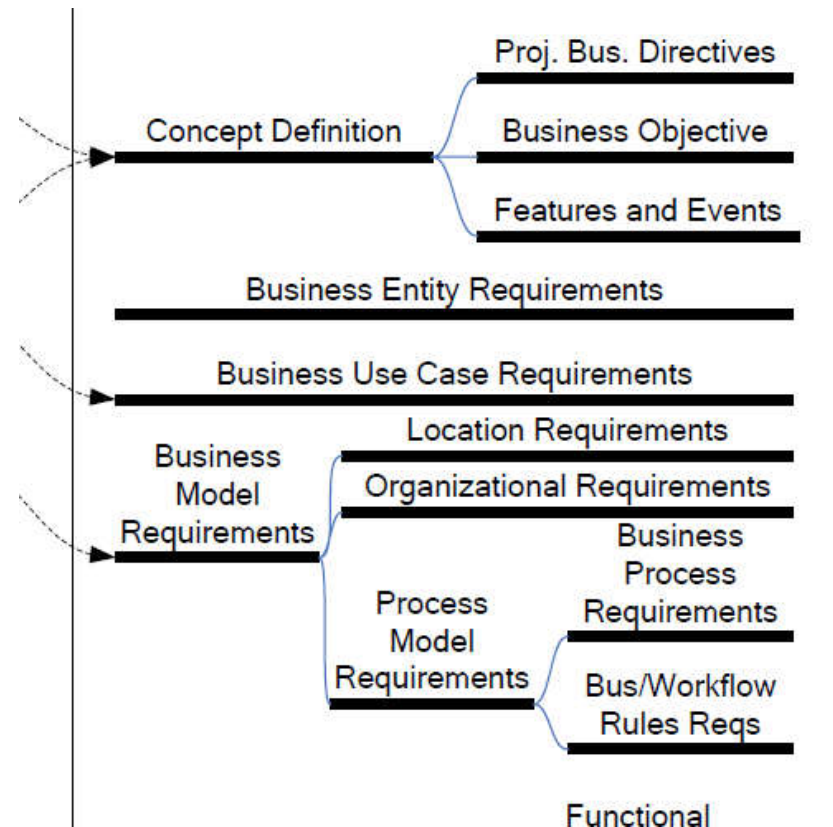 Proj. Bus. Directives
Concept Definition
Business Objective
Features and Events
Business Entity Requirements
Business Use Case Requirements
Location Requirements
Business
Model
Requirements
Organizational Requirements
Business
Process
Requirements
Process
Model
Requirements
Bus/Workflow
Rules Reqs
Functional